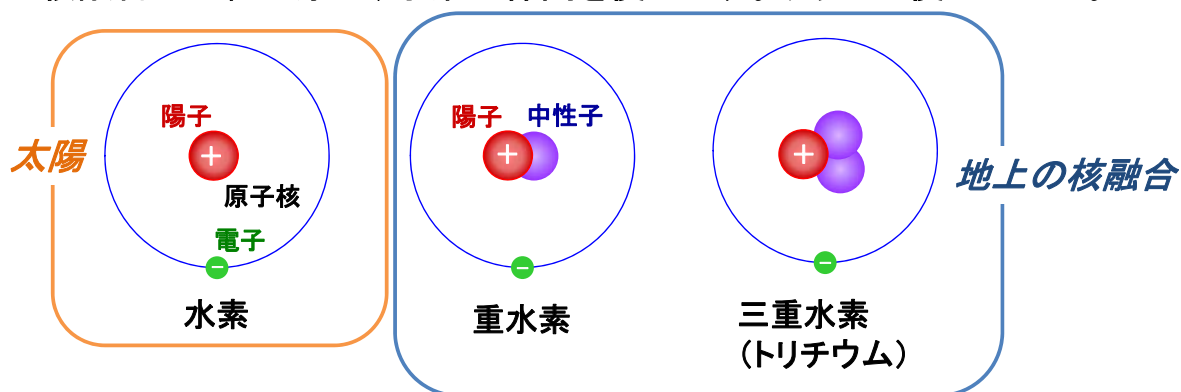 太陽
陽子
+
原子核
電子
−
水素
陽子
中性子
+
−
重水素
+
−
三重水素
(トリチウム)
地上の核融合